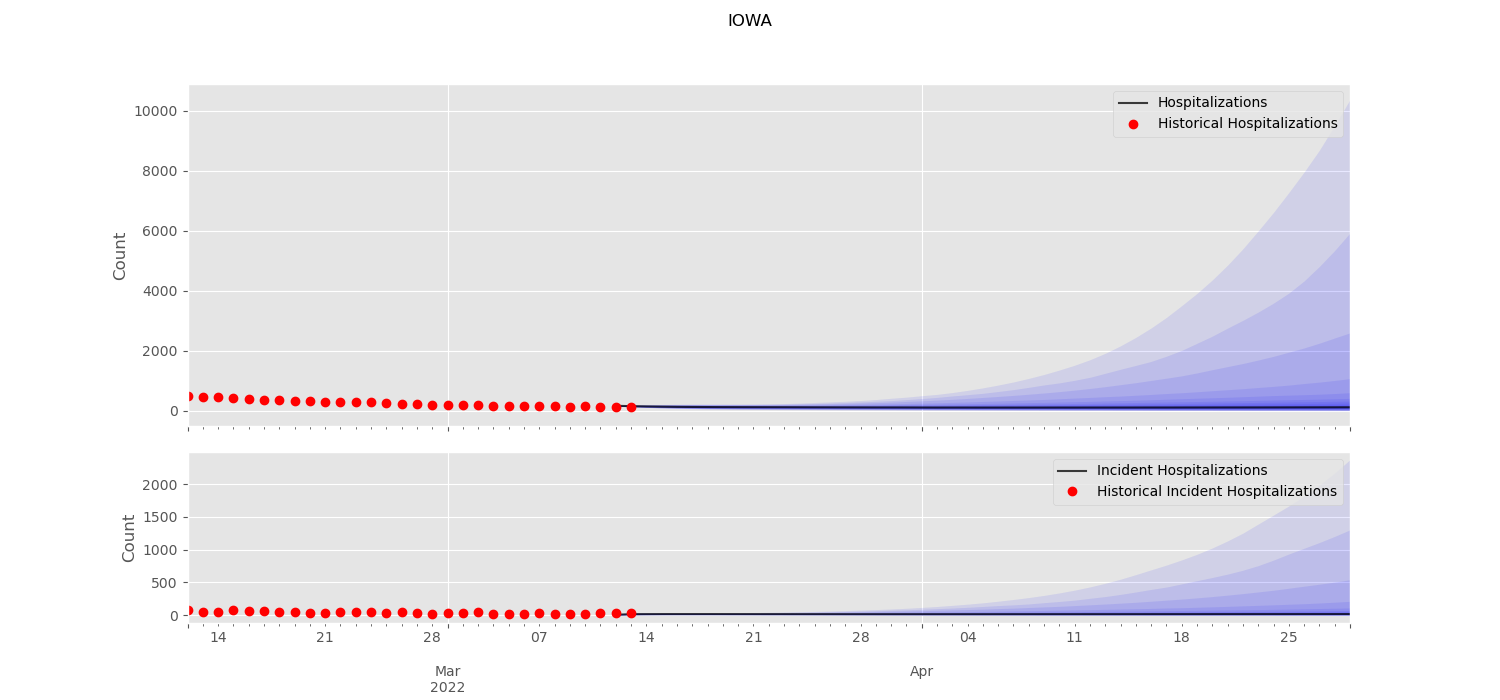 IOWA
10000
8000
6000
4000
2000
0
Count
Hospitalizations
Historical Hospitalizations
2000
1500
1000
500
0
Count
Incident Hospitalizations
Historical Incident Hospitalizations
14 21 28 07 14 21 28 04 11 18 25
Mar Apr
2022